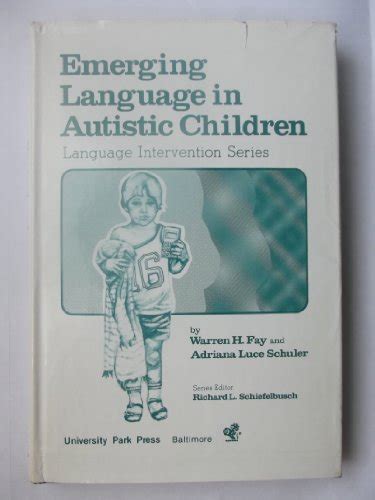 Emerging
Language in
Autistic Children
Language Intervention Series
16
by
Warren H. Fay and
Adriana Luce Schuler
Series Editor
Richard L. Schiefelbusch
University Park Press Baltimore